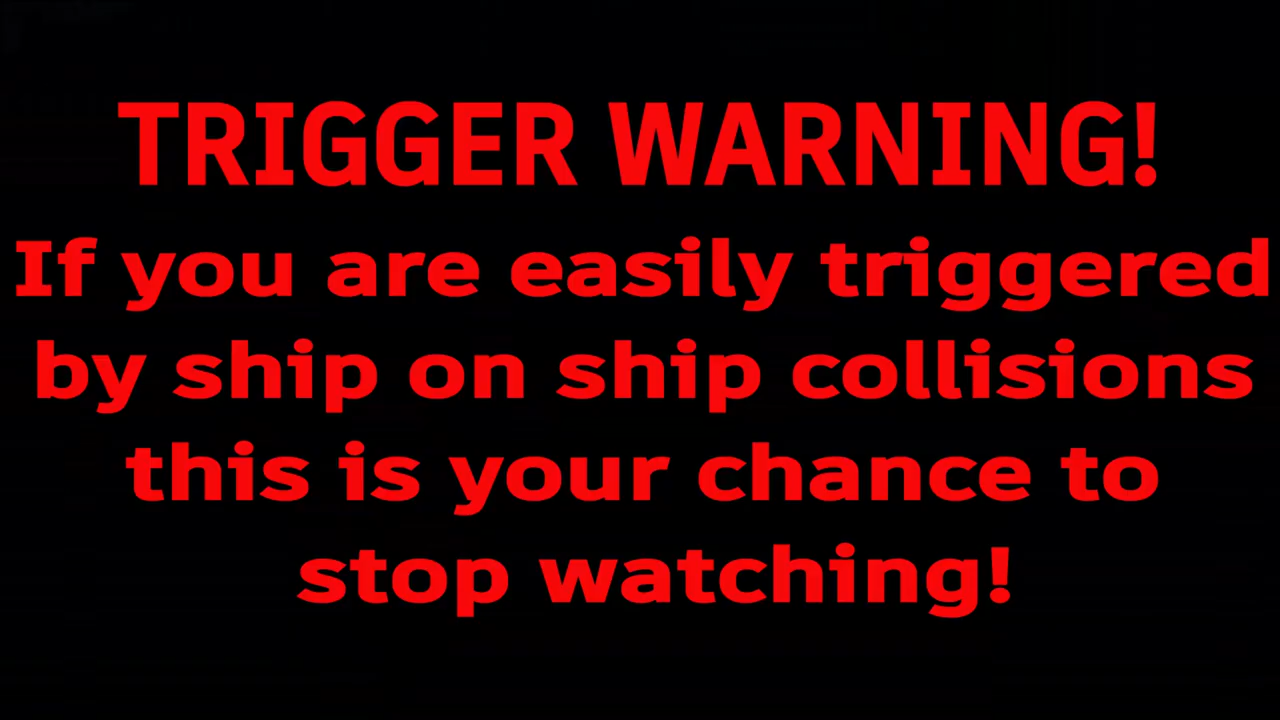 TRIGGER WARNING!
If you are easily triggered
by ship on ship collisions
this is your chance to
stop watching!